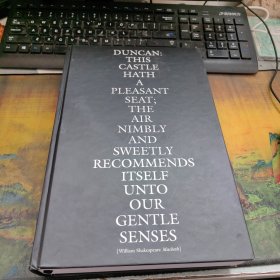 DUNCAN:
THIS
CASTLE
HATH
A
PLEASANT
SEAT;
THE
AIR
NIMBLY
AND
SWEETLY
RECOMMENDS
ITSELF
UNTO
OUR
GENTLE
SENSES
[William Shakespeare Macbeth]